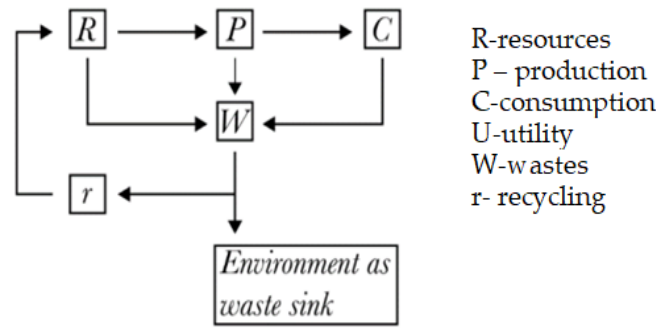 R P C
W
r
Environment as
waste sink
R-resources
P – production
C-consumption
U-utility
W-wastes
r- recycling